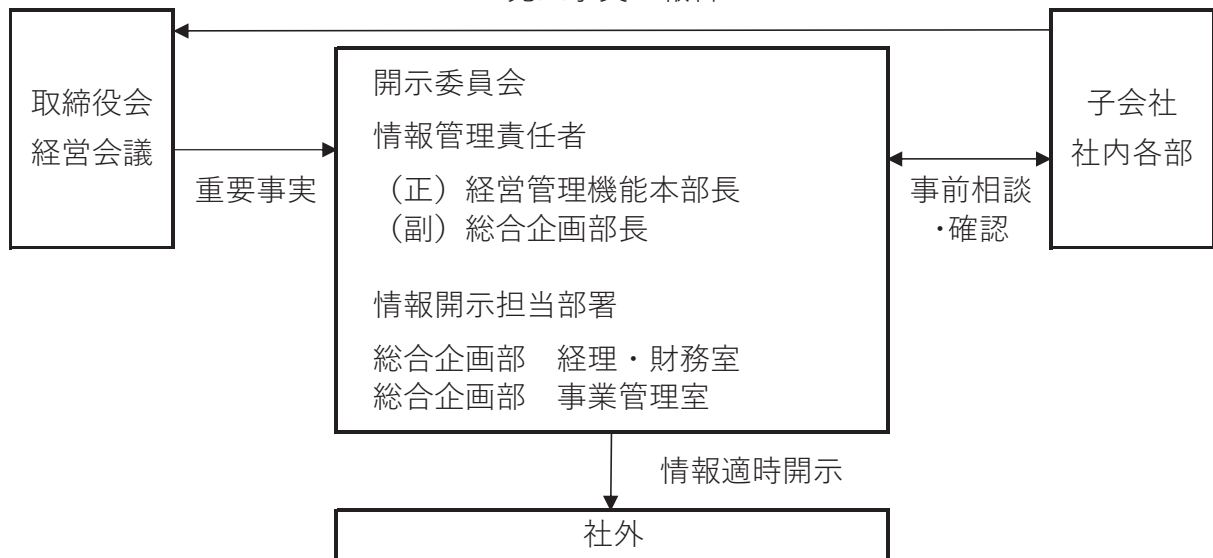 取締役会
経営会議
重要事実
開示委員会
情報管理責任者
（正）経営管理機能本部長
（副）総合企画部長
情報開示担当部署
総合企画部　経理・財務室
総合企画部　事業管理室
事前相談
・確認
子会社
社内各部
情報適時開示
社外